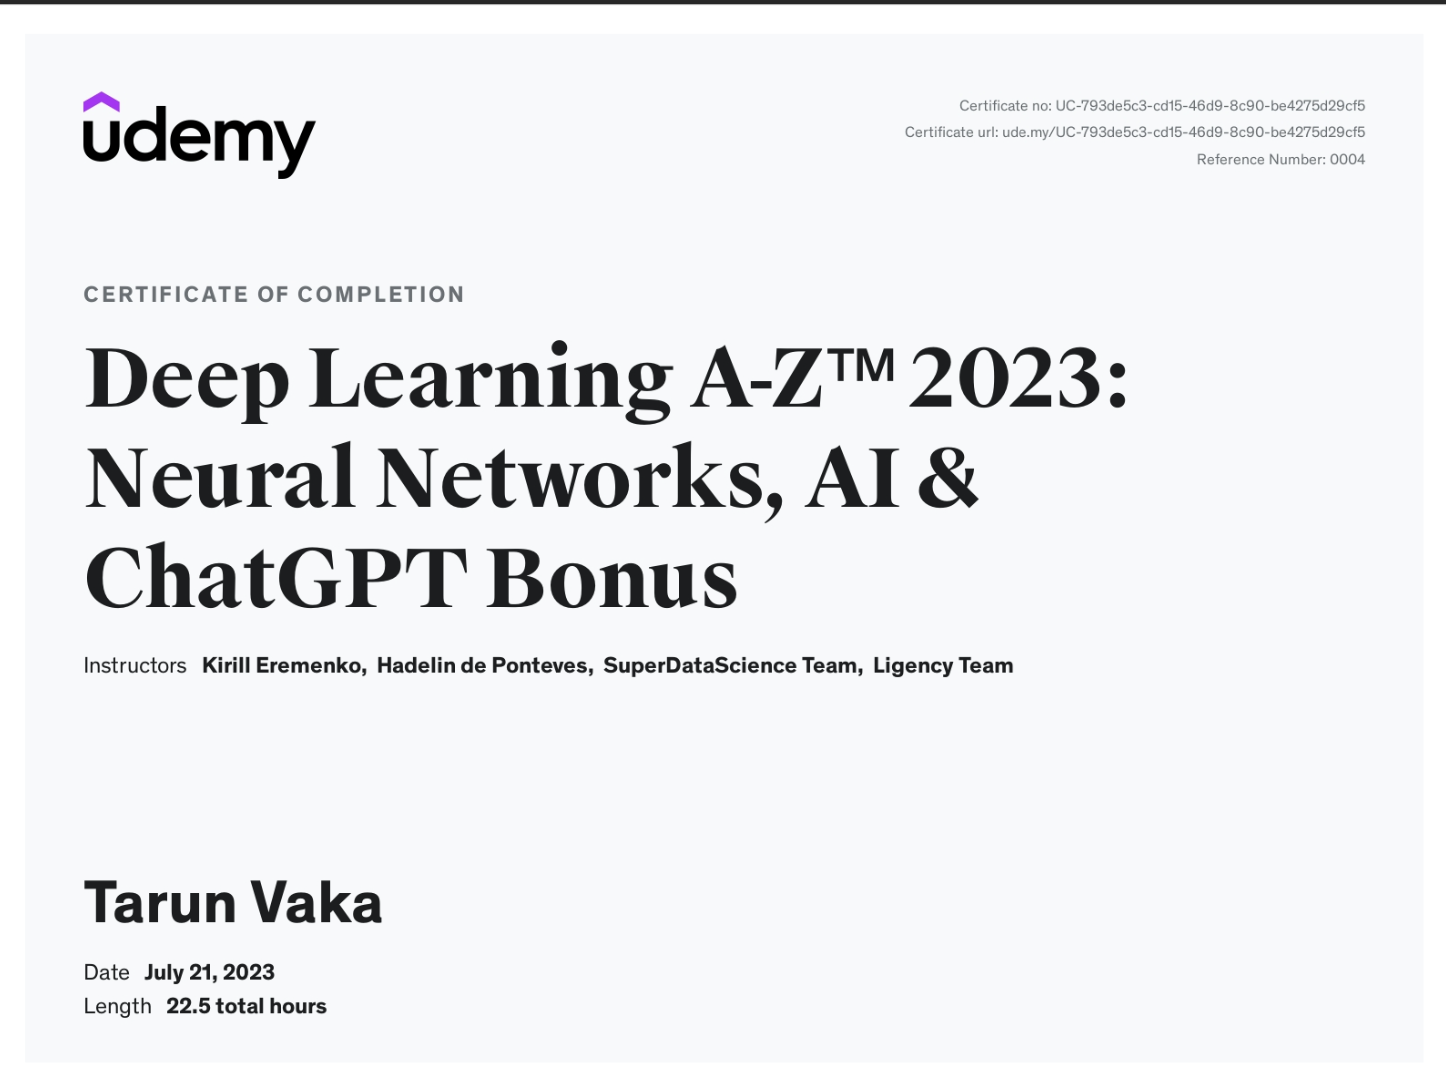 udemy
Certificate no: UC-793de5c3-cd15-46d9-8c90-be4275d29cf5
Certificate url: ude.my/UC-793de5c3-cd15-46d9-8c90-be4275d29cf5
Reference Number: 0004
CERTIFICATE OF COMPLETION
Deep Learning A-Z™ 2023:
Neural Networks, AI &
ChatGPT Bonus
Instructors Kirill Eremenko, Hadelin de Ponteves, SuperDataScience Team, Ligency Team
Tarun Vaka
Date July 21, 2023
Length 22.5 total hours